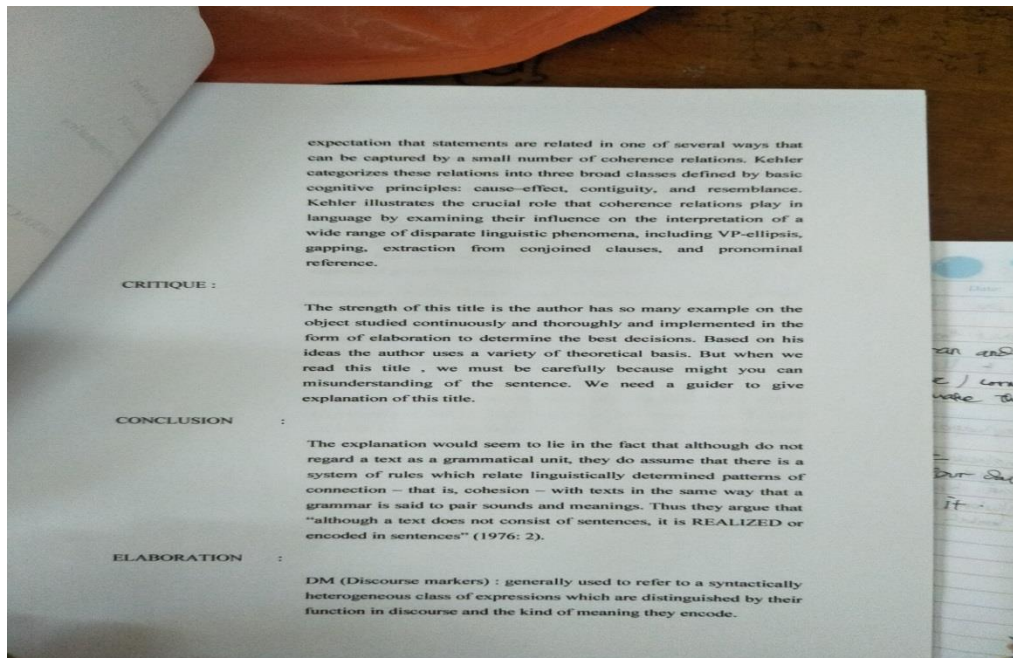 expectation that statements are related in one of several ways that
can be captured by a small number of coherence relations. Kehler
categorizes these relations into three broad classes defined by basic
cognitive principles: cause–effect, contiguity, and resemblance.
Kehler illustrates the crucial role that coherence relations play in
language by examining their influence on the interpretation of a
wide range of disparate linguistic phenomena, including VP-ellipsis,
gapping, extraction from conjoined clauses, and pronominal
reference.
CRITIQUE :
The strength of this title is the author has so many example on the
object studied continuously and thoroughly and implemented in the
form of elaboration to determine the best decisions. Based on his
ideas the author uses a variety of theoretical basis. But when we
read this title , we must be carefully because might you can
misunderstanding of the sentence. We need a guider to give
explanation of this title.
CONCLUSION :
The explanation would seem to lie in the fact that although do not
regard a text as a grammatical unit, they do assume that there is a
system of rules which relate linguistically determined patterns of
connection – that is, cohesion – with texts in the same way that a
grammar is said to pair sounds and meanings. Thus they argue that
“although a text does not consist of sentences, it is REALIZED or
encoded in sentences” (1976: 2).
ELABORATION :
DM (Discourse markers) : generally used to refer to a syntactically
heterogeneous class of expressions which are distinguished by their
function in discourse and the kind of meaning they encode.
Date
and
it.